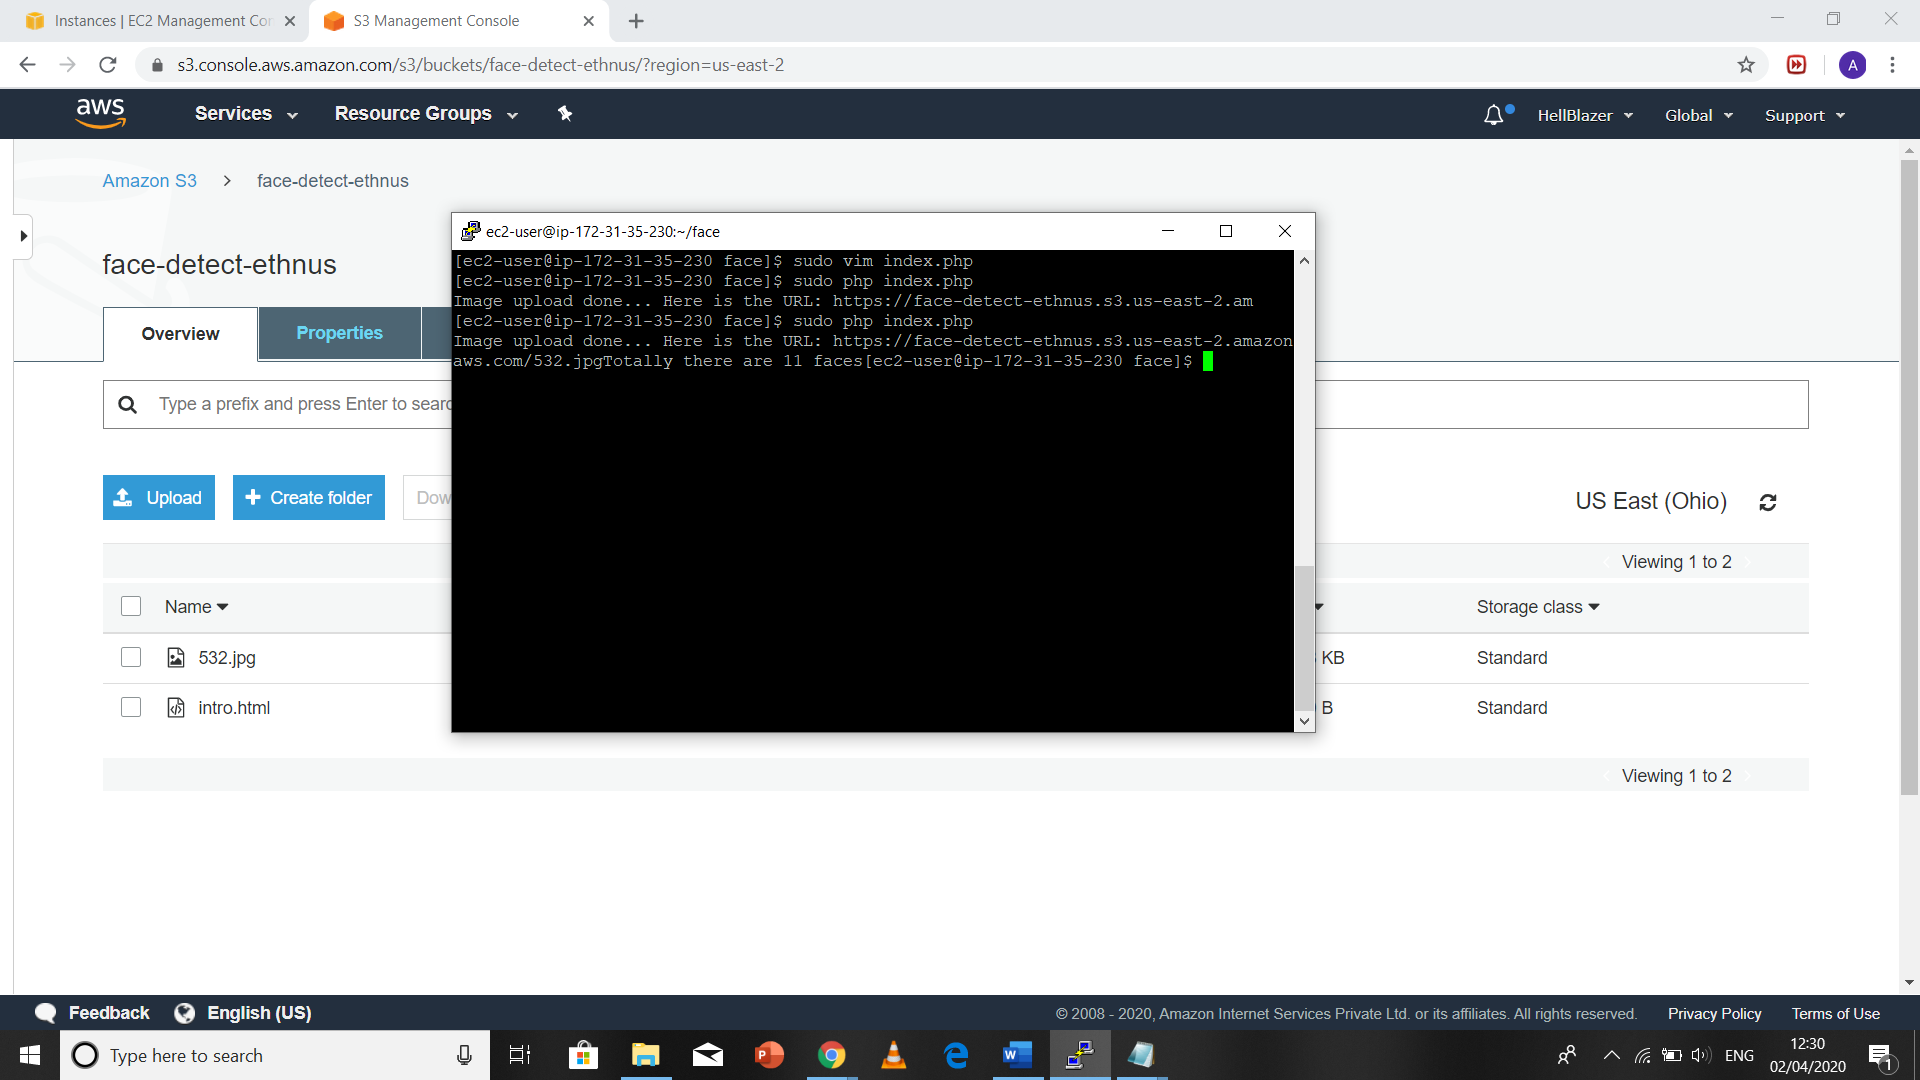 Instances | EC2 Management Con
S3 Management Console
s3.console.aws.amazon.com/s3/buckets/face-detect-ethnus/?region=us-east-2
A
aws
Services
Resource Groups
HellBlazer
Global
Support
Amazon S3 > face-detect-ethnus
face-detect-ethnus
Overview
Properties
Type a prefix and press Enter to searc
ec2-user@ip-172-31-35-230:~/face
[ec2-user@ip-172-31-35-230 face]$ sudo vim index.php
[ec2-user@ip-172-31-35-230 face]$ sudo php index.php
Image upload done... Here is the URL: https://face-detect-ethnus.s3.us-east-2.am
[ec2-user@ip-172-31-35-230 face]$ sudo php index.php
Image upload done... Here is the URL: https://face-detect-ethnus.s3.us-east-2.amazon
aws.com/532.jpgTotally there are 11 faces[ec2-user@ip-172-31-35-230 face]$
Upload
Create folder
Dow
US East (Ohio)
Viewing 1 to 2
Name
Storage class
532.jpg
KB
Standard
intro.html
B
Standard
Viewing 1 to 2
Feedback
English (US)
© 2008 - 2020, Amazon Internet Services Private Ltd. or its affiliates. All rights reserved.
Privacy Policy
Terms of Use
Type here to search
ENG
12:30
02/04/2020
1